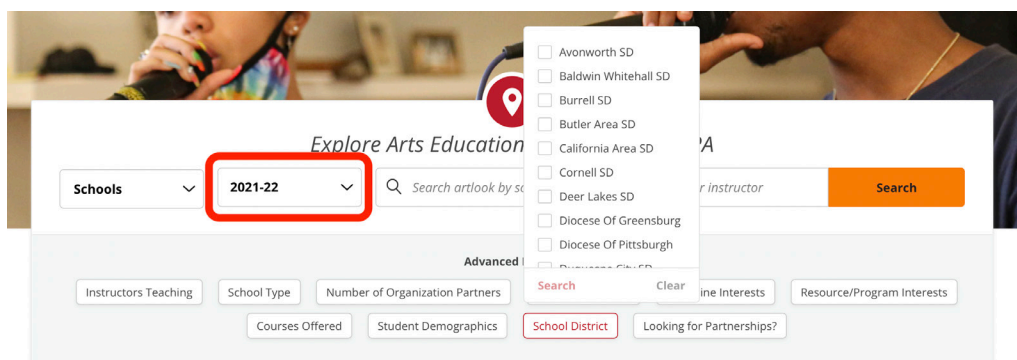 Explore Arts Education
PA
Schools
2021-22
Search artlook by
r instructor
Search
Avonworth SD
Baldwin Whitehall SD
Burrell SD
Butler Area SD
California Area SD
Cornell SD
Deer Lakes SD
Diocese Of Greensburg
Diocese Of Pittsburgh
Search Clear
Advanced
Instructors Teaching
School Type
Number of Organization Partners
Interests
Resource/Program Interests
Courses Offered
Student Demographics
School District
Looking for Partnerships?